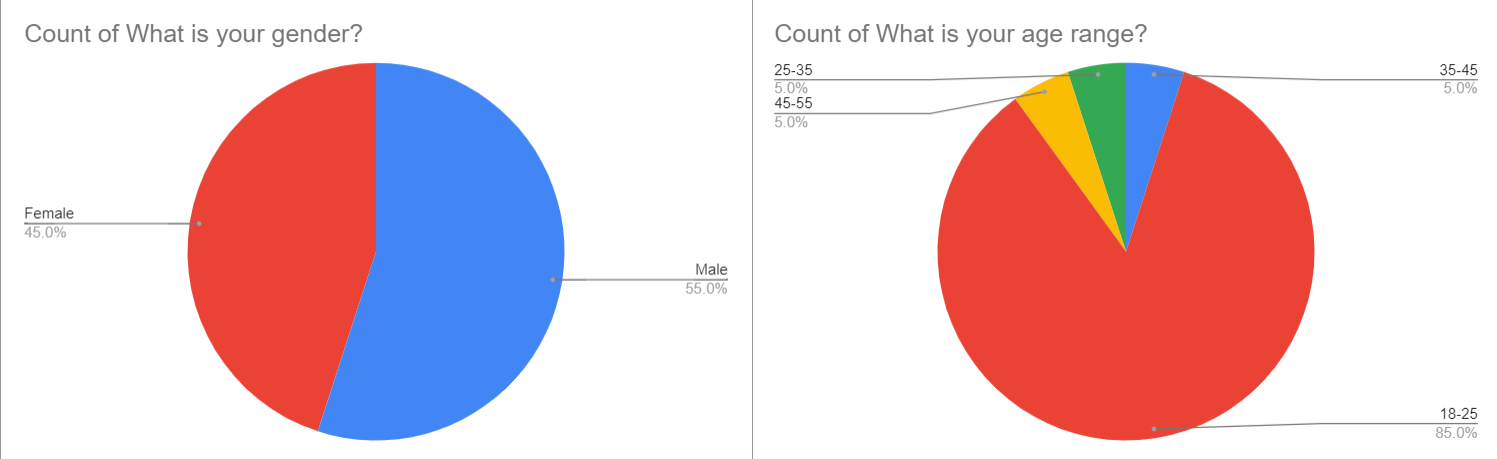 Count of What is your gender?
Female
45.0%
Male
55.0%
Count of What is your age range?
25-35
5.0%
45-55
5.0%
35-45
5.0%
18-25
85.0%